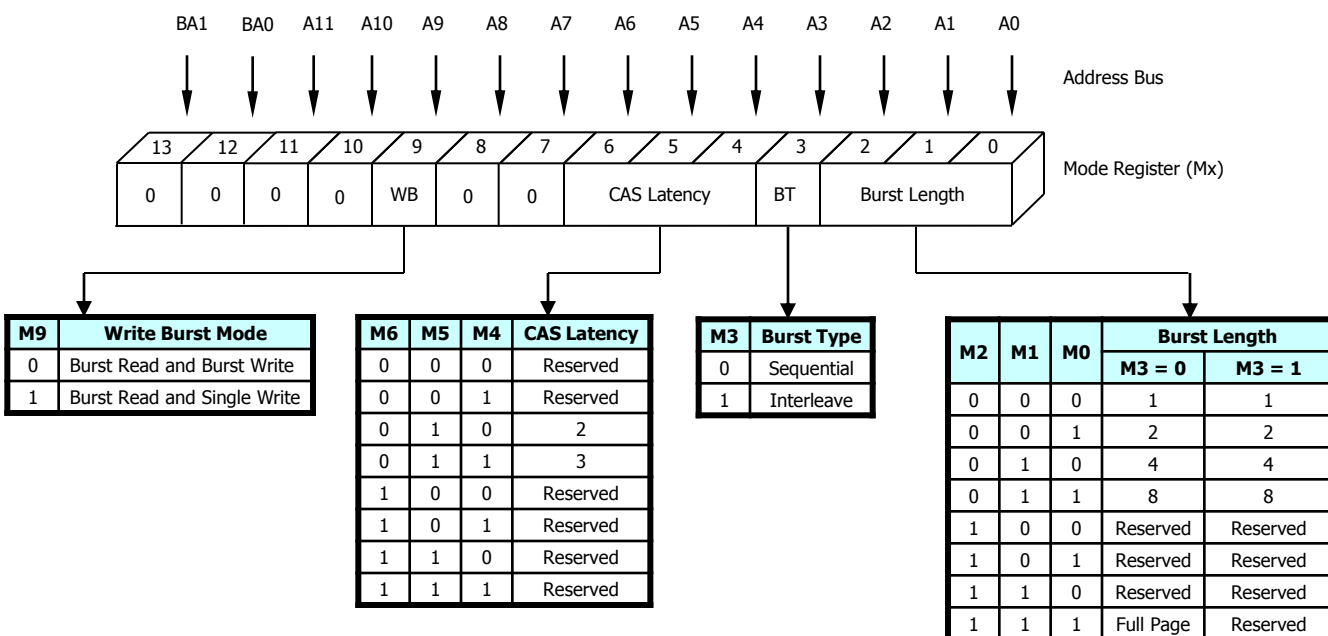 BA1 BA0 A11 A10 A9 A8 A7 A6 A5 A4 A3 A2 A1 A0
Address Bus
13 12 11 10 9 8 7 6 5 4 3 2 1 0
Mode Register (Mx)
0 0 0 0 WB 0 0 CAS Latency BT Burst Length
M9 Write Burst Mode
0 Burst Read and Burst Write
1 Burst Read and Single Write
M6 M5 M4 CAS Latency
0 0 0 Reserved
0 0 1 Reserved
0 1 0 2
0 1 1 3
1 0 0 Reserved
1 0 1 Reserved
1 1 0 Reserved
1 1 1 Reserved
M3 Burst Type
0 Sequential
1 Interleave
M2 M1 M0 Burst Length
M3 = 0 M3 = 1
0 0 0 1 1
0 0 1 2 2
0 1 0 4 4
0 1 1 8 8
1 0 0 Reserved Reserved
1 0 1 Reserved Reserved
1 1 0 Reserved Reserved
1 1 1 Full Page Reserved